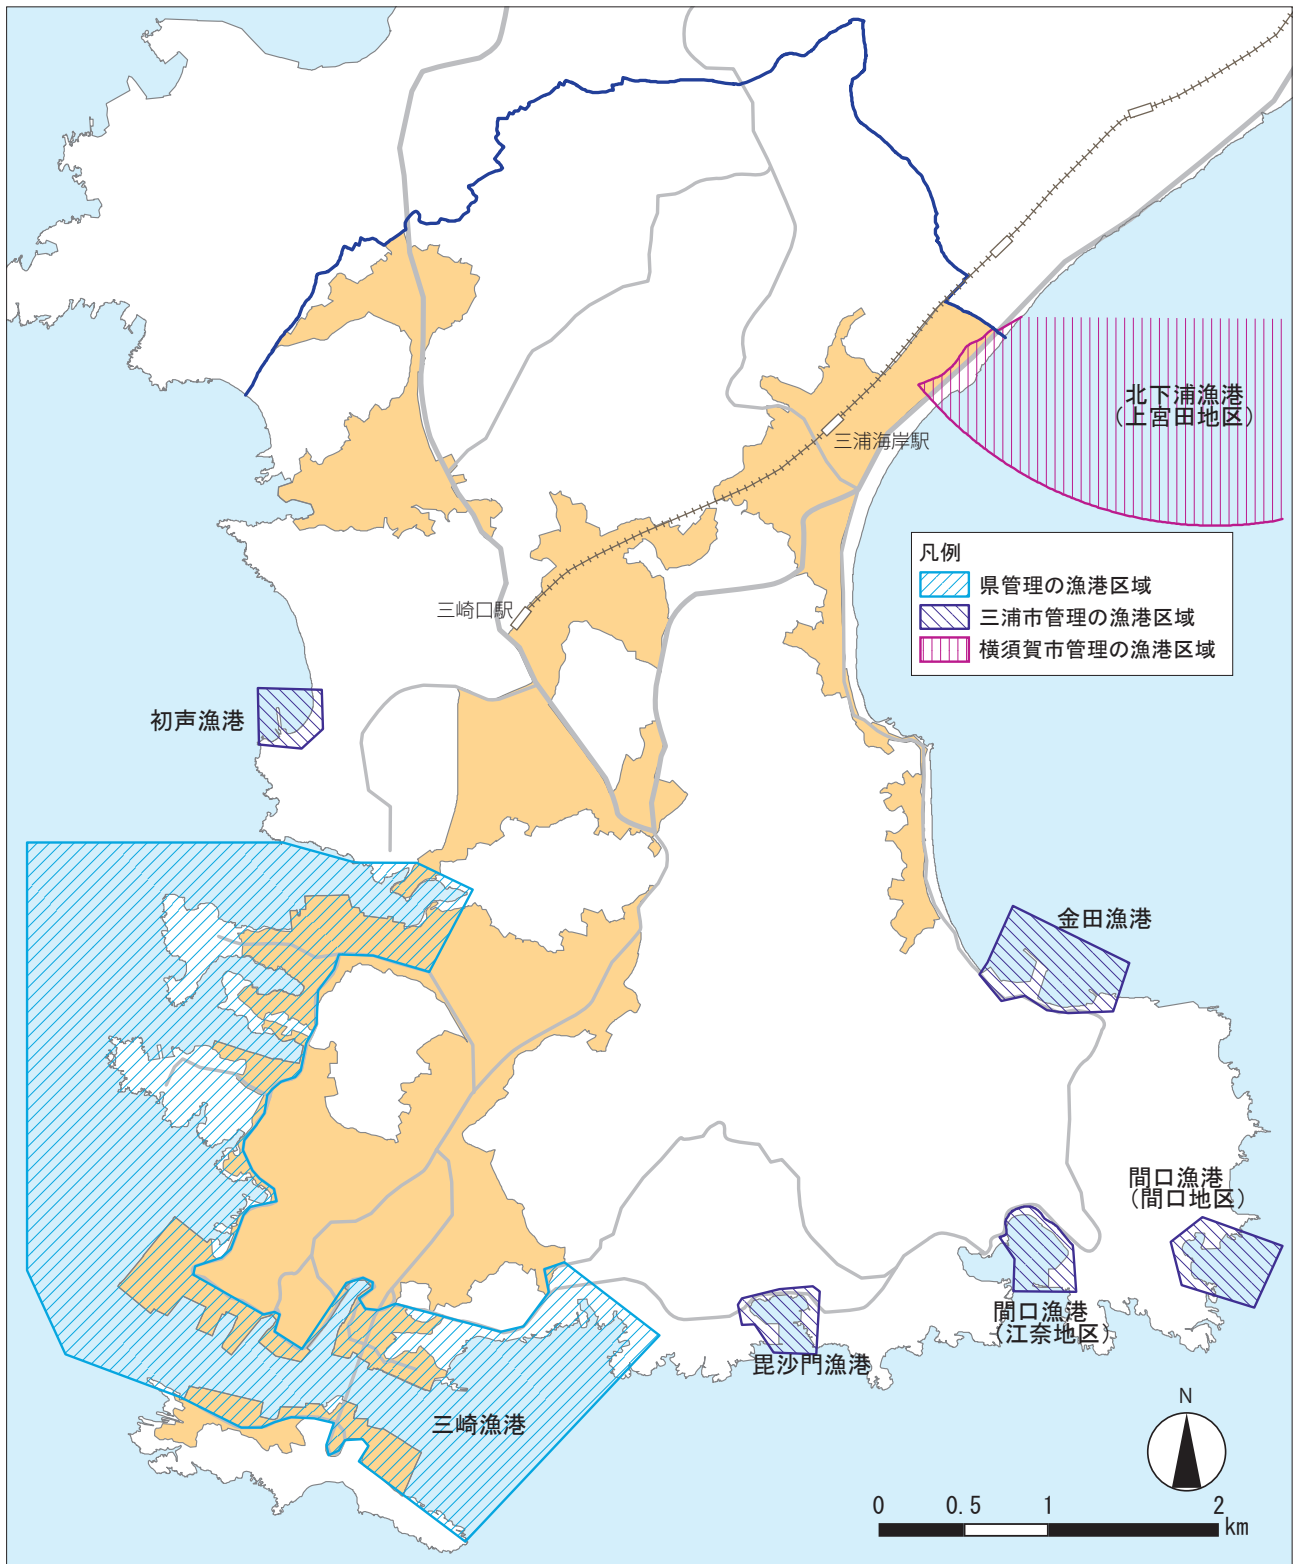 北下浦漁港
（上宮田地区）
三浦海岸駅
凡例
県管理の漁港区域
三浦市管理の漁港区域
横須賀市管理の漁港区域
三崎口駅
初声漁港
金田漁港
間口漁港
（間口地区）
間口漁港
（江奈地区）
毘沙門漁港
三崎漁港
N
0 0.5 1 2
km